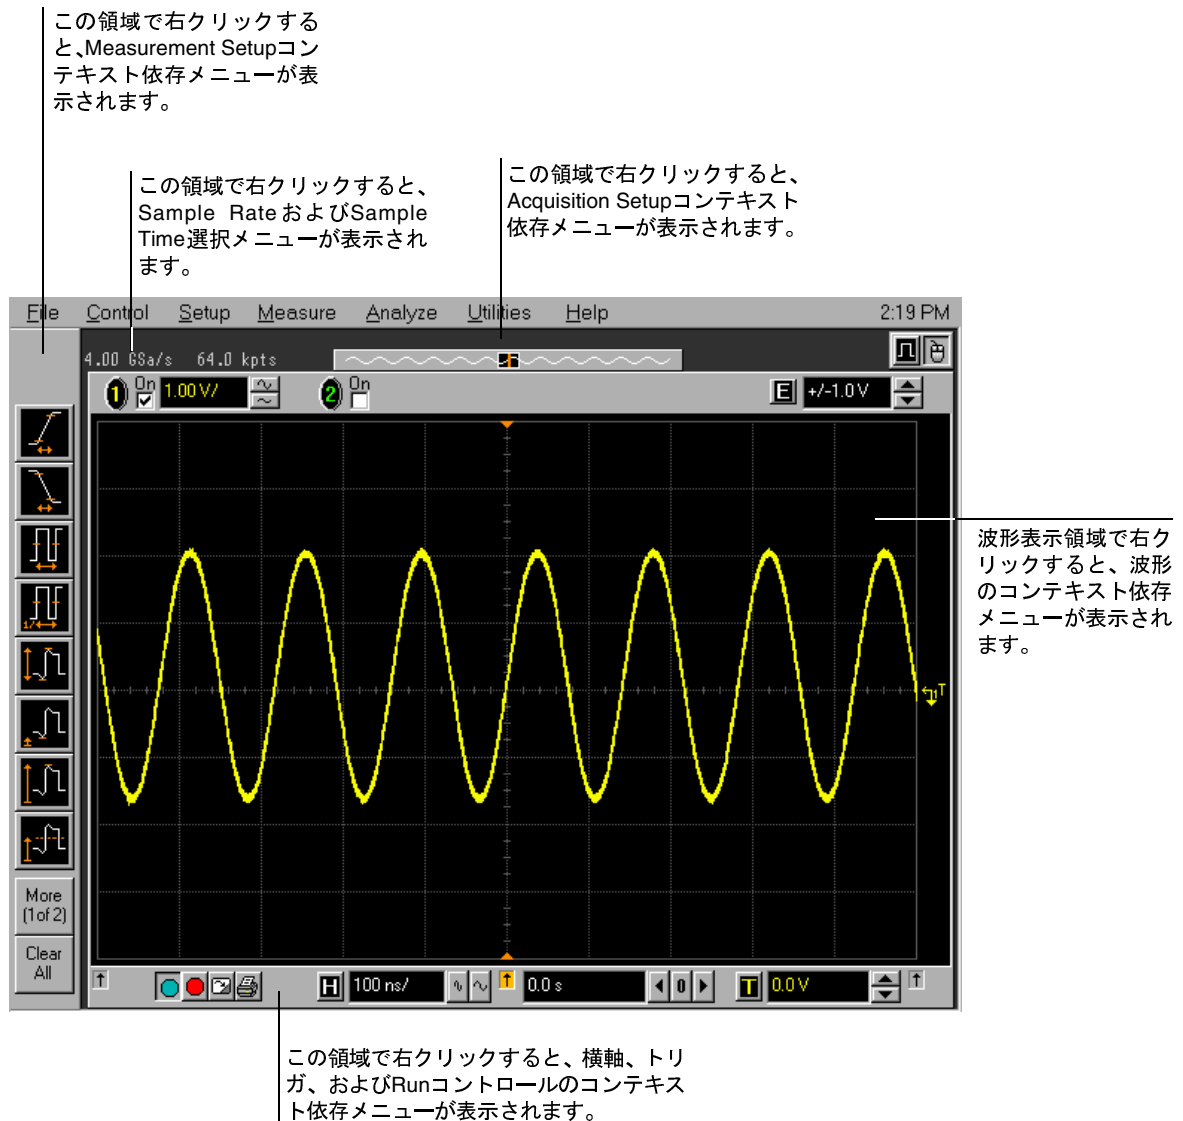 この領域で右クリックする
と、Measurement Setupコン
テキスト依存メニューが表
示されます。
この領域で右クリックすると、
Sample Rateおよび Sample
Time選択メニューが表示され
ます。
この領域で右クリックすると、
Acquisition Setupコンテキスト
依存メニューが表示されます。
File Control Setup Measure Analyze Utilities Help 2:19 PM
4.00 GSa/s 64.0 kpts
1 On 1.00 V/ 2 On E +/-1.0 V
波形表示領域で右ク
リックすると、波形
のコンテキスト依存
メニューが表示され
ます。
1 T
More
(1 of 2)
Clear
All
H 100 ns/ 0.0 s 0 T 0.0 V
この領域で右クリックすると、横軸、トリ
ガ、およびRunコントロールのコンテキス
ト依存メニューが表示されます。